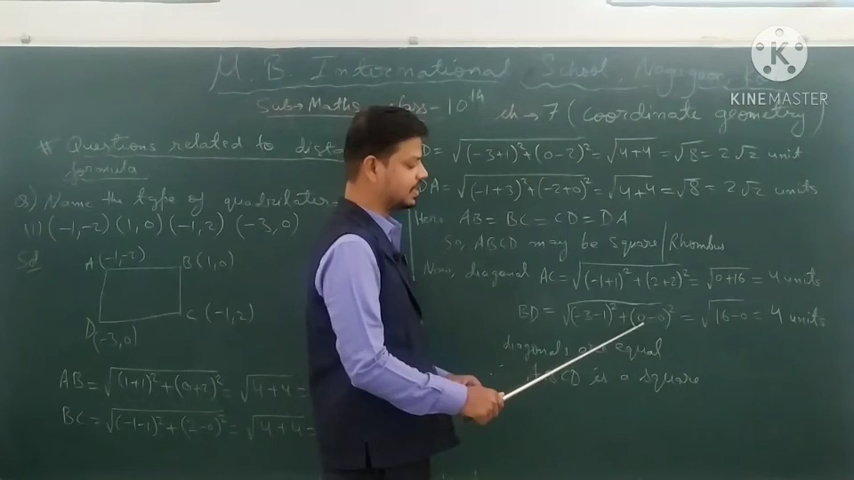 M. B. International School, Nagaquor,
KINEMASTER
Sub:- Maths class - 10th ch → 7 (Coordinate geometry)
# Questions related to dist
formula
Q) Name the type of quadrilatera
(i) (-1,-2) (1,0) (-1,2) (-3,0)
Sol
A(-1,-2) B(1,0)
D (-3,0) C (-1,2)
AB = √(1+1)²+(0+2)² = √4+4 =
BC = √(-1-1)²+(2-0)² = √4+4 =
D = √(-3+1)²+(0-2)² = √4+4 = √8 = 2√2 unit
DA = √(-1+3)²+(-2+0)² = √4+4 = √8 = 2√2 units
Here AB = BC = CD = DA
So, ABCD may be Square | Rhombus
Now, diagonal AC = √(-1+1)²+(2+2)² = √0+16 = 4 units
BD = √(-3-1)²+(0-0)² = √16-0 = 4 units
diagonals are equal
CD is a square